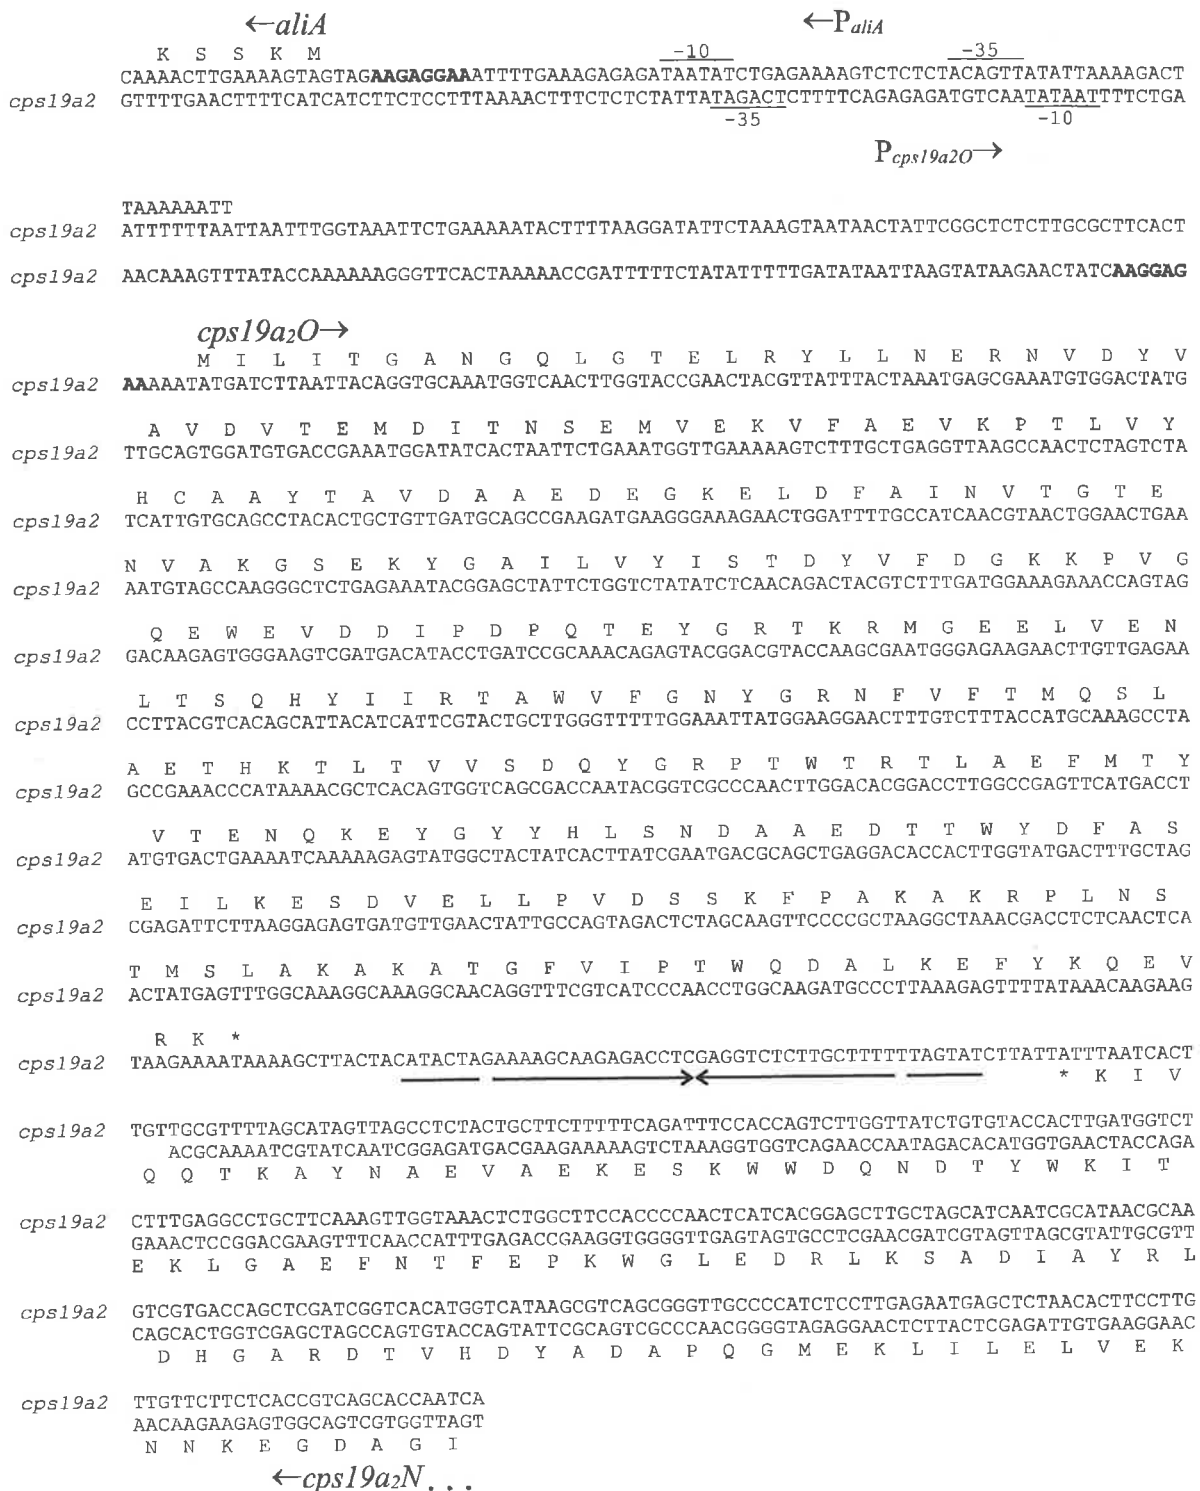 ←aliA ←PaliA
K S S K M -10 -35
CAAAACTTGAAAAGTAGTAGAAGAGGAAATTTTGAAAGAGAGATAATATCTGAGAAAAGTCTCTCTACAGTTATATTAAAAGACT
cps19a2 GTTTTGAACTTTTCATCATCTTCTCCTTTAAAACTTTCTCTCTATTATAGACTCTTTTCAGAGAGATGTCAATATAATTTTCTGA
-35 -10
Pcps19a2O→
TAAAAAATT
cps19a2 ATTTTTTAATTAATTTGGTAAATTCTGAAAAATACTTTTAAGGATATTCTAAAGTAATAACTATTCGGCTCTCTTGCGCTTCACT
cps19a2 AACAAAGTTTATACCAAAAAAGGGTTCACTAAAAACCGATTTTTCTATATTTTTGATATAATTAAGTATAAGAACTATCAAGGAG
cps19a2O→
M I L I T G A N G Q L G T E L R Y L L N E R N V D Y V
cps19a2 AAAAATATGATCTTAATTACAGGTGCAAATGGTCAACTTGGTACCGAACTACGTTATTTACTAAATGAGCGAAATGTGGACTATG
A V D V T E M D I T N S E M V E K V F A E V K P T L V Y
cps19a2 TTGCAGTGGATGTGACCGAAATGGATATCACTAATTCTGAAATGGTTGAAAAAGTCTTTGCTGAGGTTAAGCCAACTCTAGTCTA
H C A A Y T A V D A A E D E G K E L D F A I N V T G T E
cps19a2 TCATTGTGCAGCCTACACTGCTGTTGATGCAGCCGAAGATGAAGGGAAAGAACTGGATTTTGCCATCAACGTAACTGGAACTGAA
N V A K G S E K Y G A I L V Y I S T D Y V F D G K K P V G
cps19a2 AATGTAGCCAAGGGCTCTGAGAAATACGGAGCTATTCTGGTCTATATCTCAACAGACTACGTCTTTGATGGAAAGAAACCAGTAG
Q E W E V D D I P D P Q T E Y G R T K R M G E E L V E N
cps19a2 GACAAGAGTGGGAAGTCGATGACATACCTGATCCGCAAACAGAGTACGGACGTACCAAGCGAATGGGAGAAGAACTTGTTGAGAA
L T S Q H Y I I R T A W V F G N Y G R N F V F T M Q S L
cps19a2 CCTTACGTCACAGCATTACATCATTCGTACTGCTTGGGTTTTTGGAAATTATGGAAGGAACTTTGTCTTTACCATGCAAAGCCTA
A E T H K T L T V V S D Q Y G R P T W T R T L A E F M T Y
cps19a2 GCCGAAACCCATAAAACGCTCACAGTGGTCAGCGACCAATACGGTCGCCCAACTTGGACACGGACCTTGGCCGAGTTCATGACCT
V T E N Q K E Y G Y Y H L S N D A A E D T T W Y D F A S
cps19a2 ATGTGACTGAAAATCAAAAAGAGTATGGCTACTATCACTTATCGAATGACGCAGCTGAGGACACCACTTGGTATGACTTTGCTAG
E I L K E S D V E L L P V D S S K F P A K A K R P L N S
cps19a2 CGAGATTCTTAAGGAGAGTGATGTTGAACTATTGCCAGTAGACTCTAGCAAGTTCCCCGCTAAGGCTAAACGACCTCTCAACTCA
T M S L A K A K A T G F V I P T W Q D A L K E F Y K Q E V
cps19a2 ACTATGAGTTTGGCAAAGGCAAAGGCAACAGGTTTCGTCATCCCAACCTGGCAAGATGCCCTTAAAGAGTTTTATAAACAAGAAG
R K *
cps19a2 TAAGAAAATAAAAGCTTACTACATACTAGAAAAGCAAGAGACCTCGAGGTCTCTTGCTTTTTTAGTATCTTATTATTTAATCACT
* K I V
cps19a2 TGTTGCGTTTTAGCATAGTTAGCCTCTACTGCTTCTTTTTCAGATTTCCACCAGTCTTGGTTATCTGTGTACCACTTGATGGTCT
ACGCAAAATCGTATCAATCGGAGATGACGAAGAAAAAGTCTAAAGGTGGTCAGAACCAATAGACACATGGTGAACTACCAGA
Q Q T K A Y N A E V A E K E S K W W D Q N D T Y W K I T
cps19a2 CTTTGAGGCCTGCTTCAAAGTTGGTAAACTCTGGCTTCCACCCCAACTCATCACGGAGCTTGCTAGCATCAATCGCATAACGCAA
GAAACTCCGGACGAAGTTTCAACCATTTGAGACCGAAGGTGGGGTTGAGTAGTGCCTCGAACGATCGTAGTTAGCGTATTGCGTT
E K L G A E F N T F E P K W G L E D R L K S A D I A Y R L
cps19a2 GTCGTGACCAGCTCGATCGGTCACATGGTCATAAGCGTCAGCGGGTTGCCCCATCTCCTTGAGAATGAGCTCTAACACTTCCTTG
CAGCACTGGTCGAGCTAGCCAGTGTACCAGTATTCGCAGTCGCCCAACGGGGTAGAGGAACTCTTACTCGAGATTGTGAAGGAAC
D H G A R D T V H D Y A D A P Q G M E K L I L E L V E K
cps19a2 TTGTTCTTCTCACCGTCAGCACCAATCA
AACAAGAAGAGTGGCAGTCGTGGTTAGT
N N K E G D A G I
←cps19a2N...